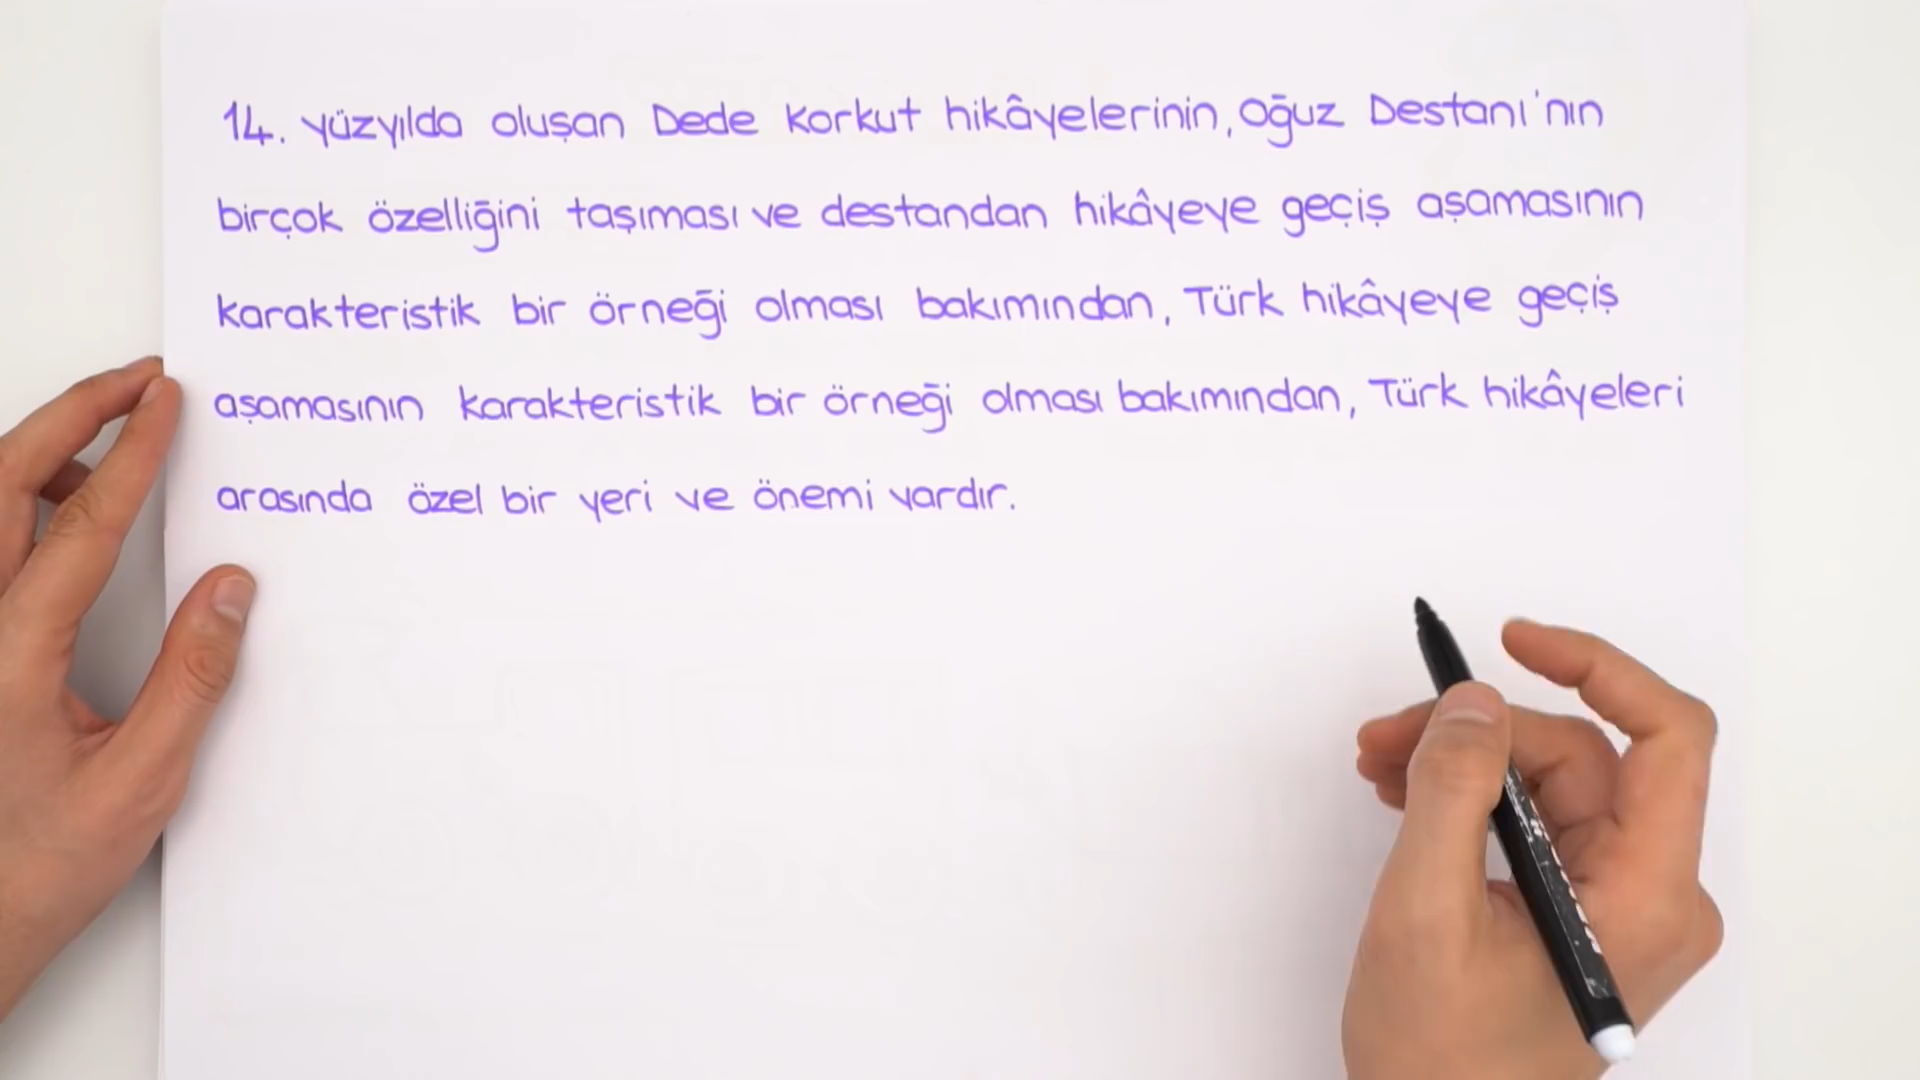 14. yüzyılda oluşan Dede Korkut hikâyelerinin, Oğuz Destanı'nın
birçok özelliğini taşıması ve destandan hikâyeye geçiş aşamasının
karakteristik bir örneği olması bakımından, Türk hikâyeye geçiş
aşamasının karakteristik bir örneği olması bakımından, Türk hikâyeleri
arasında özel bir yeri ve önemi vardır.